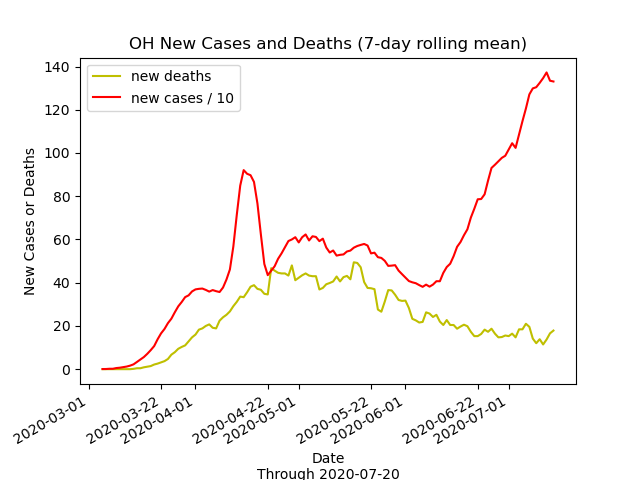 OH New Cases and Deaths (7-day rolling mean)
new deaths
new cases / 10
New Cases or Deaths
140
120
100
80
60
40
20
0
2020-03-01
2020-03-22
2020-04-01
2020-04-22
2020-05-01
2020-05-22
2020-06-01
2020-06-22
2020-07-01
Date
Through 2020-07-20